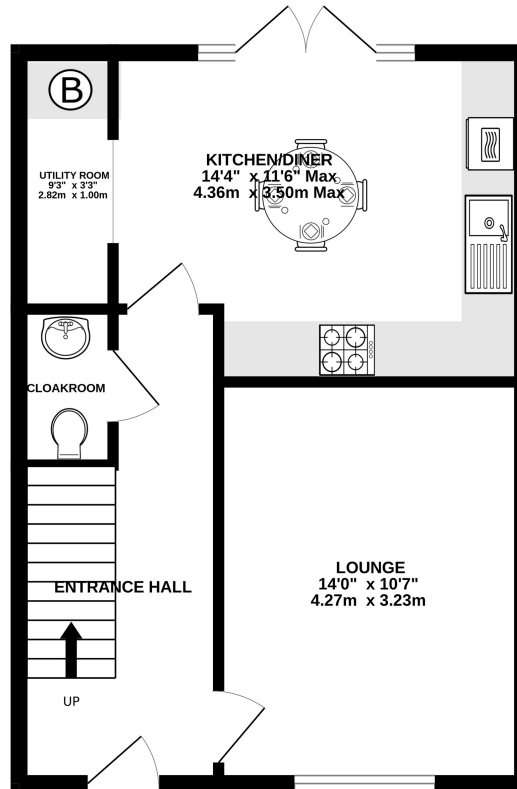 B
KITCHEN/DINER
14'4" x 11'6" Max
4.36m x 3.50m Max
UTILITY ROOM
9'3" x 3'3"
2.82m x 1.00m
CLOAKROOM
LOUNGE
14'0" x 10'7"
4.27m x 3.23m
ENTRANCE HALL
UP